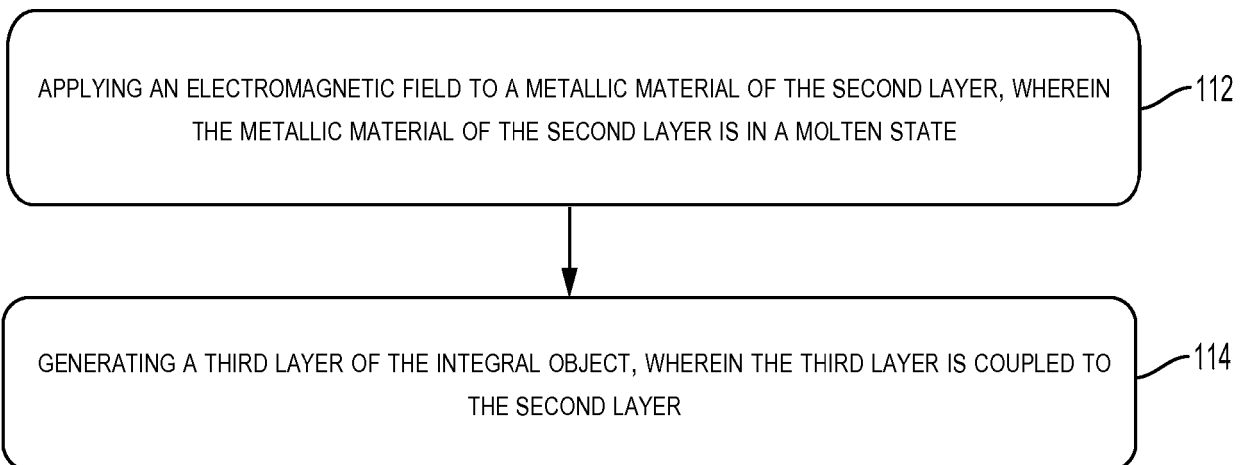 APPLYING AN ELECTROMAGNETIC FIELD TO A METALLIC MATERIAL OF THE SECOND LAYER, WHEREIN
THE METALLIC MATERIAL OF THE SECOND LAYER IS IN A MOLTEN STATE
112
GENERATING A THIRD LAYER OF THE INTEGRAL OBJECT, WHEREIN THE THIRD LAYER IS COUPLED TO
THE SECOND LAYER
114